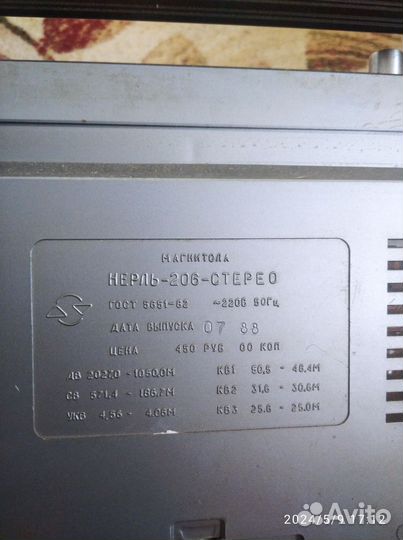 МАГНИТОЛА
НЕРЛЬ-206-СТЕРЕО
ГОСТ 5651-82 ~220В 50Гц
ДАТА ВЫПУСКА 07 88
ЦЕНА 450 РУБ 00 КОП
ДВ 2027,0 - 1050,0М КВ1 50,5 - 48,4М
СВ 571,4 - 186,7М КВ2 31,6 - 30,6М
УКВ 4,56 - 4,06М КВ3 25,6 - 25,0М
2024/5/9 17:12
Avito